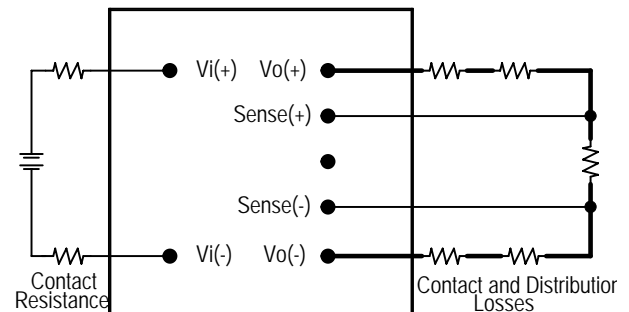 Vi(+) Vo(+)
Sense(+)
Sense(-)
Vi(-) Vo(-)
Contact
Resistance
Contact and Distribution
Losses